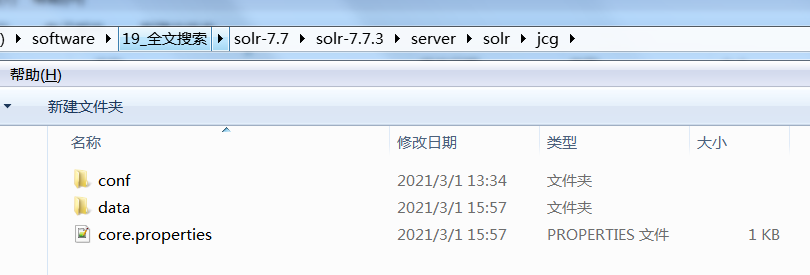 ) ▸ software ▸ 19_全文搜索 ▸ solr-7.7 ▸ solr-7.7.3 ▸ server ▸ solr ▸ jcg ▸
帮助(H)
新建文件夹
名称 修改日期 类型 大小
conf 2021/3/1 13:34 文件夹
data 2021/3/1 15:57 文件夹
core.properties 2021/3/1 15:57 PROPERTIES 文件 1 KB